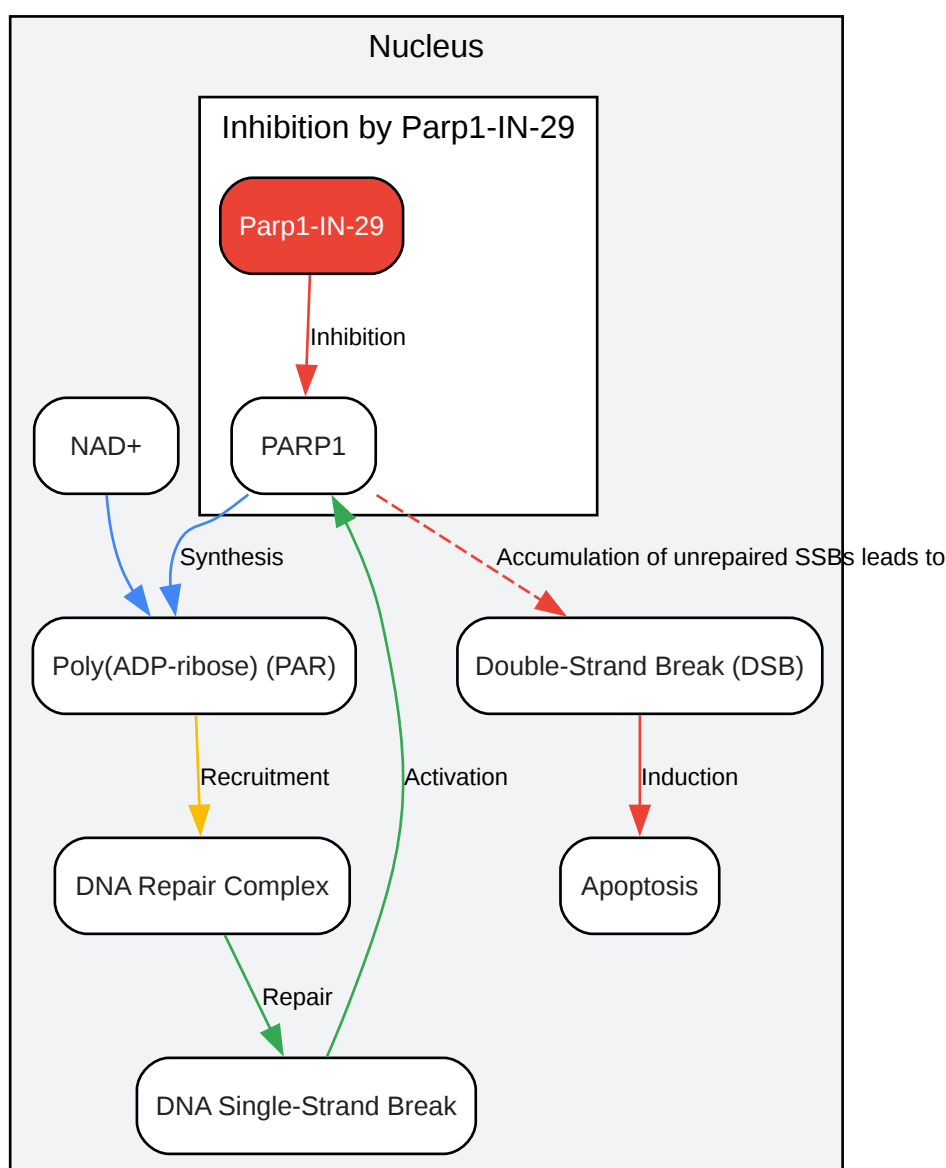 Nucleus
Inhibition by Parp1-IN-29
Parp1-IN-29
Inhibition
NAD+
PARP1
Synthesis
Accumulation of unrepaired SSBs leads to
Poly(ADP-ribose) (PAR)
Double-Strand Break (DSB)
Recruitment
Activation
Induction
DNA Repair Complex
Apoptosis
Repair
DNA Single-Strand Break